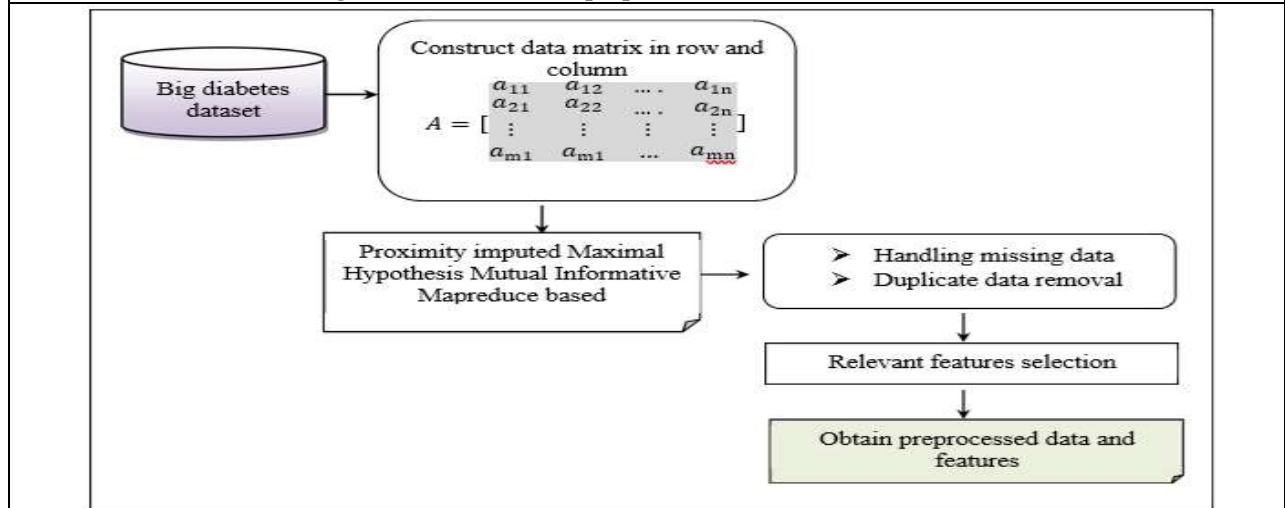 Big diabetes
dataset
Construct data matrix in row and
column
a₁₁ a₁₂ ... . a₁ₙ
a₂₁ a₂₂ ... . a₂ₙ
A = [ ⋮ ⋮ ⋮ ⋮ ]
aₘ₁ aₘ₁ ... aₘₙ
Proximity imputed Maximal
Hypothesis Mutual Informative
Mapreduce based
➢ Handling missing data
➢ Duplicate data removal
Relevant features selection
Obtain preprocessed data and
features